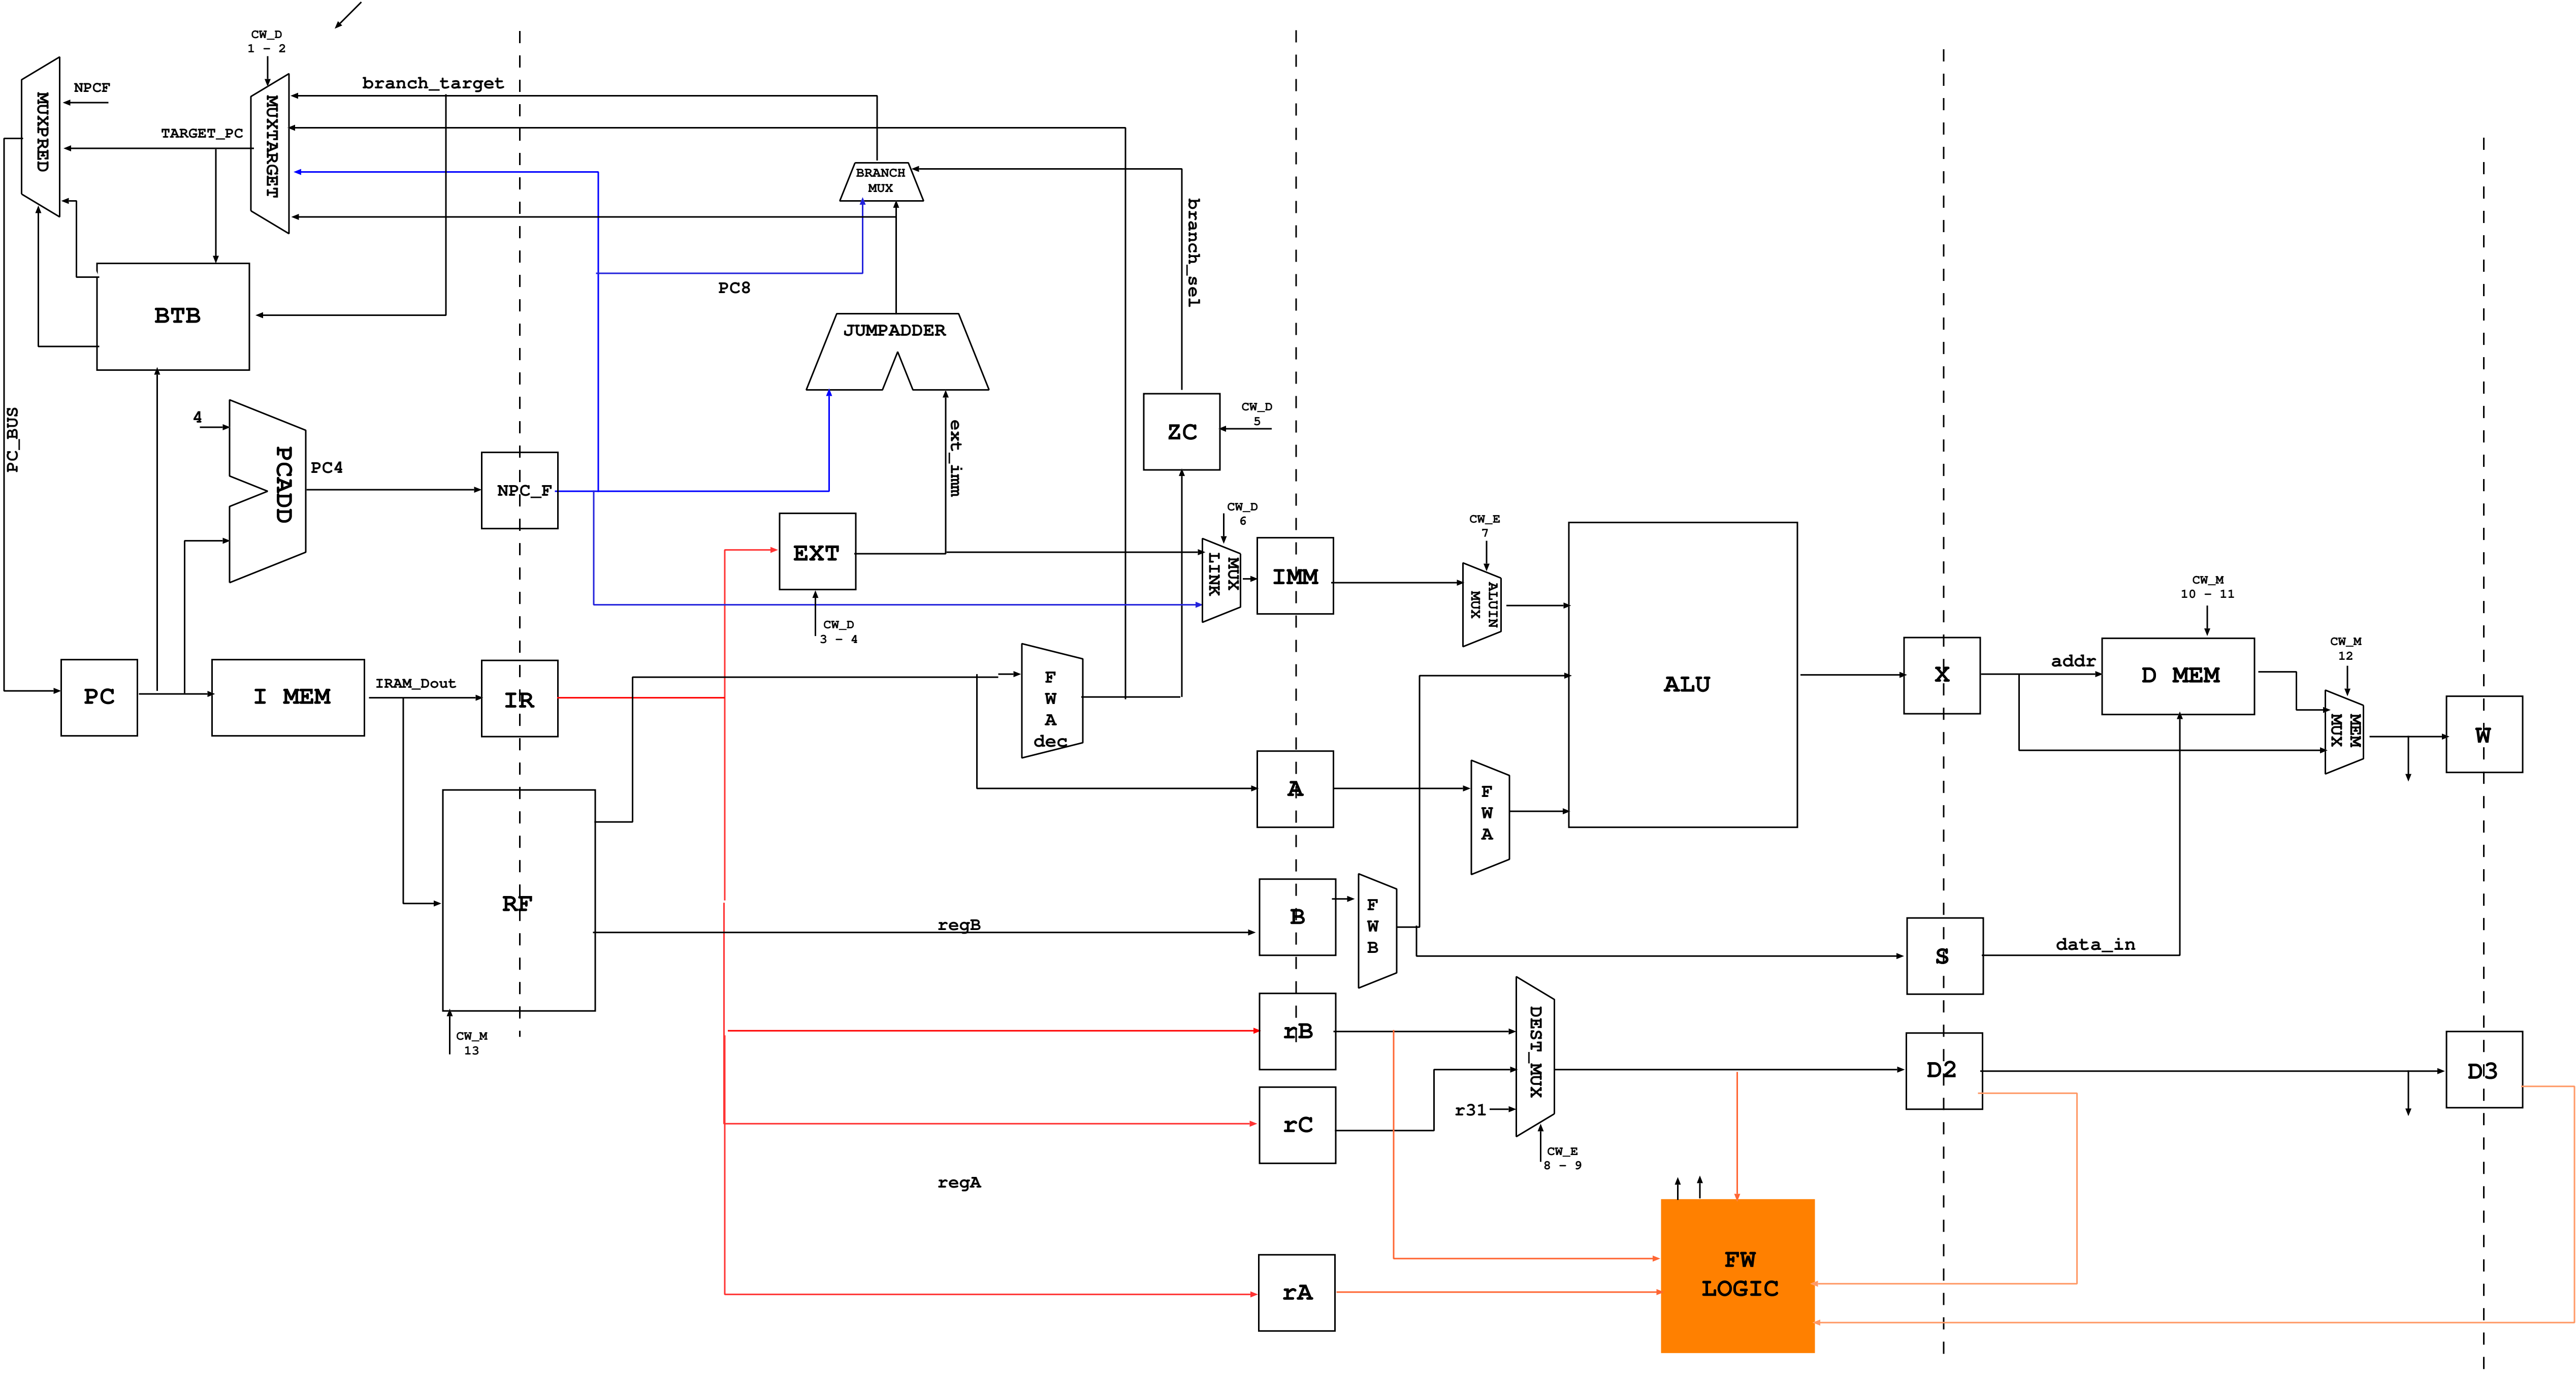 CW_D
1 - 2
branch_target
NPCF
MUXPRED
MUXTARGET
TARGET_PC
BRANCH
MUX
branch_sel
PC8
BTB
JUMPADDER
PC_BUS
4
PCADD
PC4
NPC_F
ext_imm
ZC
CW_D
5
EXT
CW_D
3 - 4
CW_D
6
MUX
LINK
IMM
CW_E
7
ALUIN
MUX
ALU
PC
I MEM
IRAM_Dout
IR
F
W
A
dec
X
addr
CW_M
10 - 11
D MEM
CW_M
12
MEM
MUX
W
A
F
W
A
RF
regB
B
F
W
B
S
data_in
CW_M
13
rB
DEST_MUX
D2
D3
rC
r31
CW_E
8 - 9
regA
rA
FW
LOGIC